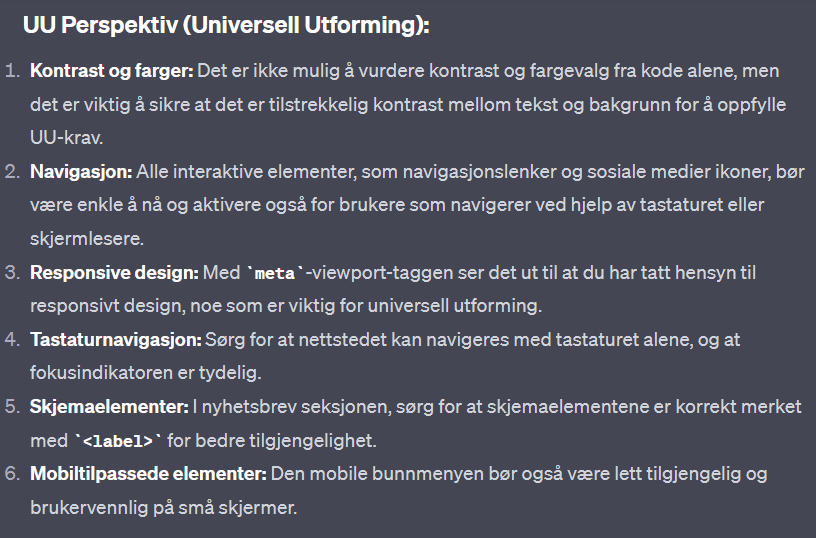 UU Perspektiv (Universell Utforming):
1. Kontrast og farger: Det er ikke mulig å vurdere kontrast og fargevalg fra kode alene, men
det er viktig å sikre at det er tilstrekkelig kontrast mellom tekst og bakgrunn for å oppfylle
UU-krav.
2. Navigasjon: Alle interaktive elementer, som navigasjonslenker og sosiale medier ikoner, bør
være enkle å nå og aktivere også for brukere som navigerer ved hjelp av tastaturet eller
skjermlesere.
3. Responsive design: Med `meta`-viewport-taggen ser det ut til at du har tatt hensyn til
responsivt design, noe som er viktig for universell utforming.
4. Tastaturnavigasjon: Sørg for at nettstedet kan navigeres med tastaturet alene, og at
fokusindikatoren er tydelig.
5. Skjemaelementer: I nyhetsbrev seksjonen, sørg for at skjemaelementene er korrekt merket
med `<label>` for bedre tilgjengelighet.
6. Mobiltilpassede elementer: Den mobile bunnmenyen bør også være lett tilgjengelig og
brukervennlig på små skjermer.